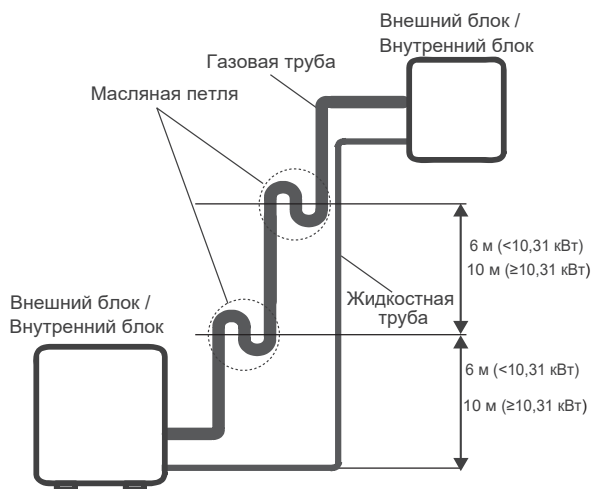 Внешний блок /
Внутренний блок
Газовая труба
Масляная петля
6 м (<10,31 кВт)
10 м (≥10,31 кВт)
Жидкостная
труба
Внешний блок /
Внутренний блок
6 м (<10,31 кВт)
10 м (≥10,31 кВт)